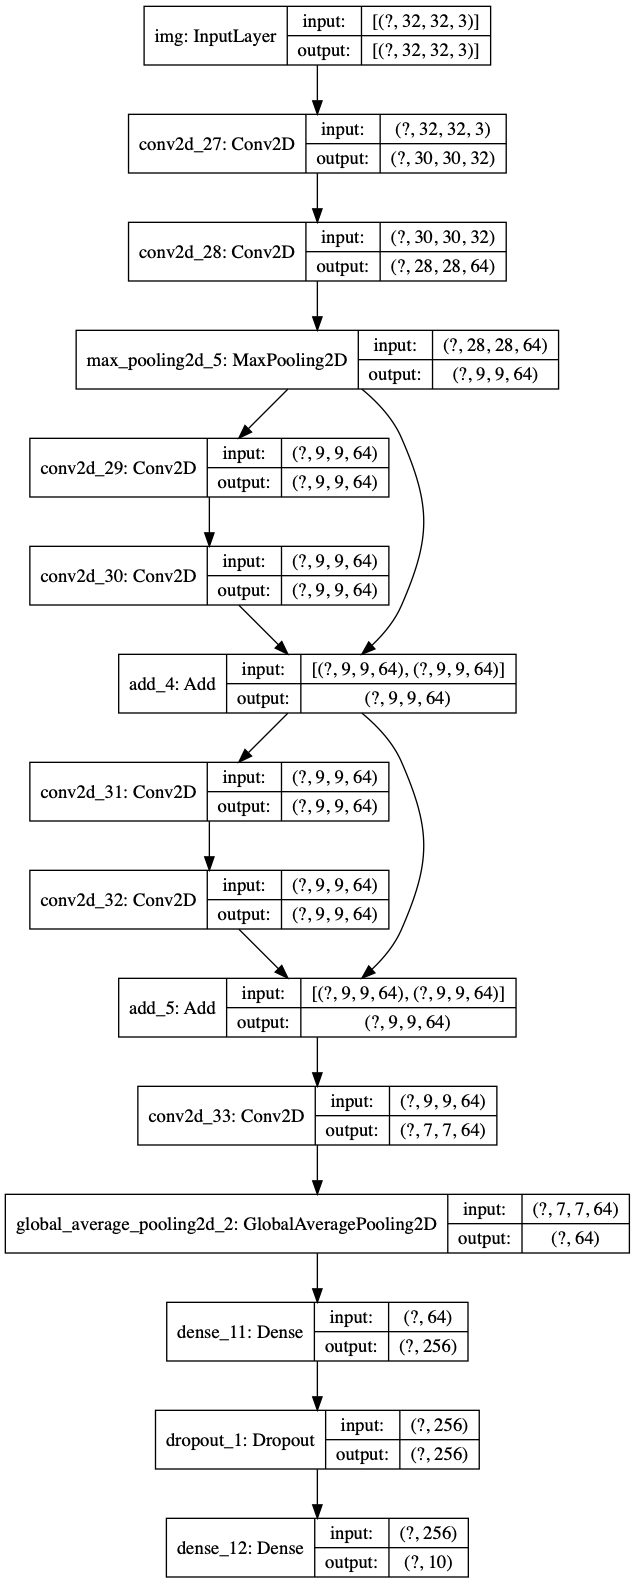 img: InputLayer input: [(?, 32, 32, 3)]
output: [(?, 32, 32, 3)]
conv2d_27: Conv2D input: (?, 32, 32, 3)
output: (?, 30, 30, 32)
conv2d_28: Conv2D input: (?, 30, 30, 32)
output: (?, 28, 28, 64)
max_pooling2d_5: MaxPooling2D input: (?, 28, 28, 64)
output: (?, 9, 9, 64)
conv2d_29: Conv2D input: (?, 9, 9, 64)
output: (?, 9, 9, 64)
conv2d_30: Conv2D input: (?, 9, 9, 64)
output: (?, 9, 9, 64)
add_4: Add input: [(?, 9, 9, 64), (?, 9, 9, 64)]
output: (?, 9, 9, 64)
conv2d_31: Conv2D input: (?, 9, 9, 64)
output: (?, 9, 9, 64)
conv2d_32: Conv2D input: (?, 9, 9, 64)
output: (?, 9, 9, 64)
add_5: Add input: [(?, 9, 9, 64), (?, 9, 9, 64)]
output: (?, 9, 9, 64)
conv2d_33: Conv2D input: (?, 9, 9, 64)
output: (?, 7, 7, 64)
global_average_pooling2d_2: GlobalAveragePooling2D input: (?, 7, 7, 64)
output: (?, 64)
dense_11: Dense input: (?, 64)
output: (?, 256)
dropout_1: Dropout input: (?, 256)
output: (?, 256)
dense_12: Dense input: (?, 256)
output: (?, 10)